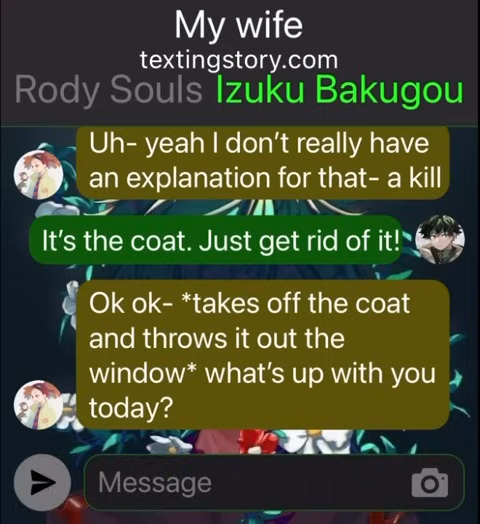 My wife
textingstory.com
Rody Souls Izuku Bakugou
Uh- yeah I don't really have
an explanation for that- a kill
It's the coat. Just get rid of it!
Ok ok- *takes off the coat
and throws it out the
window* what's up with you
today?
Message